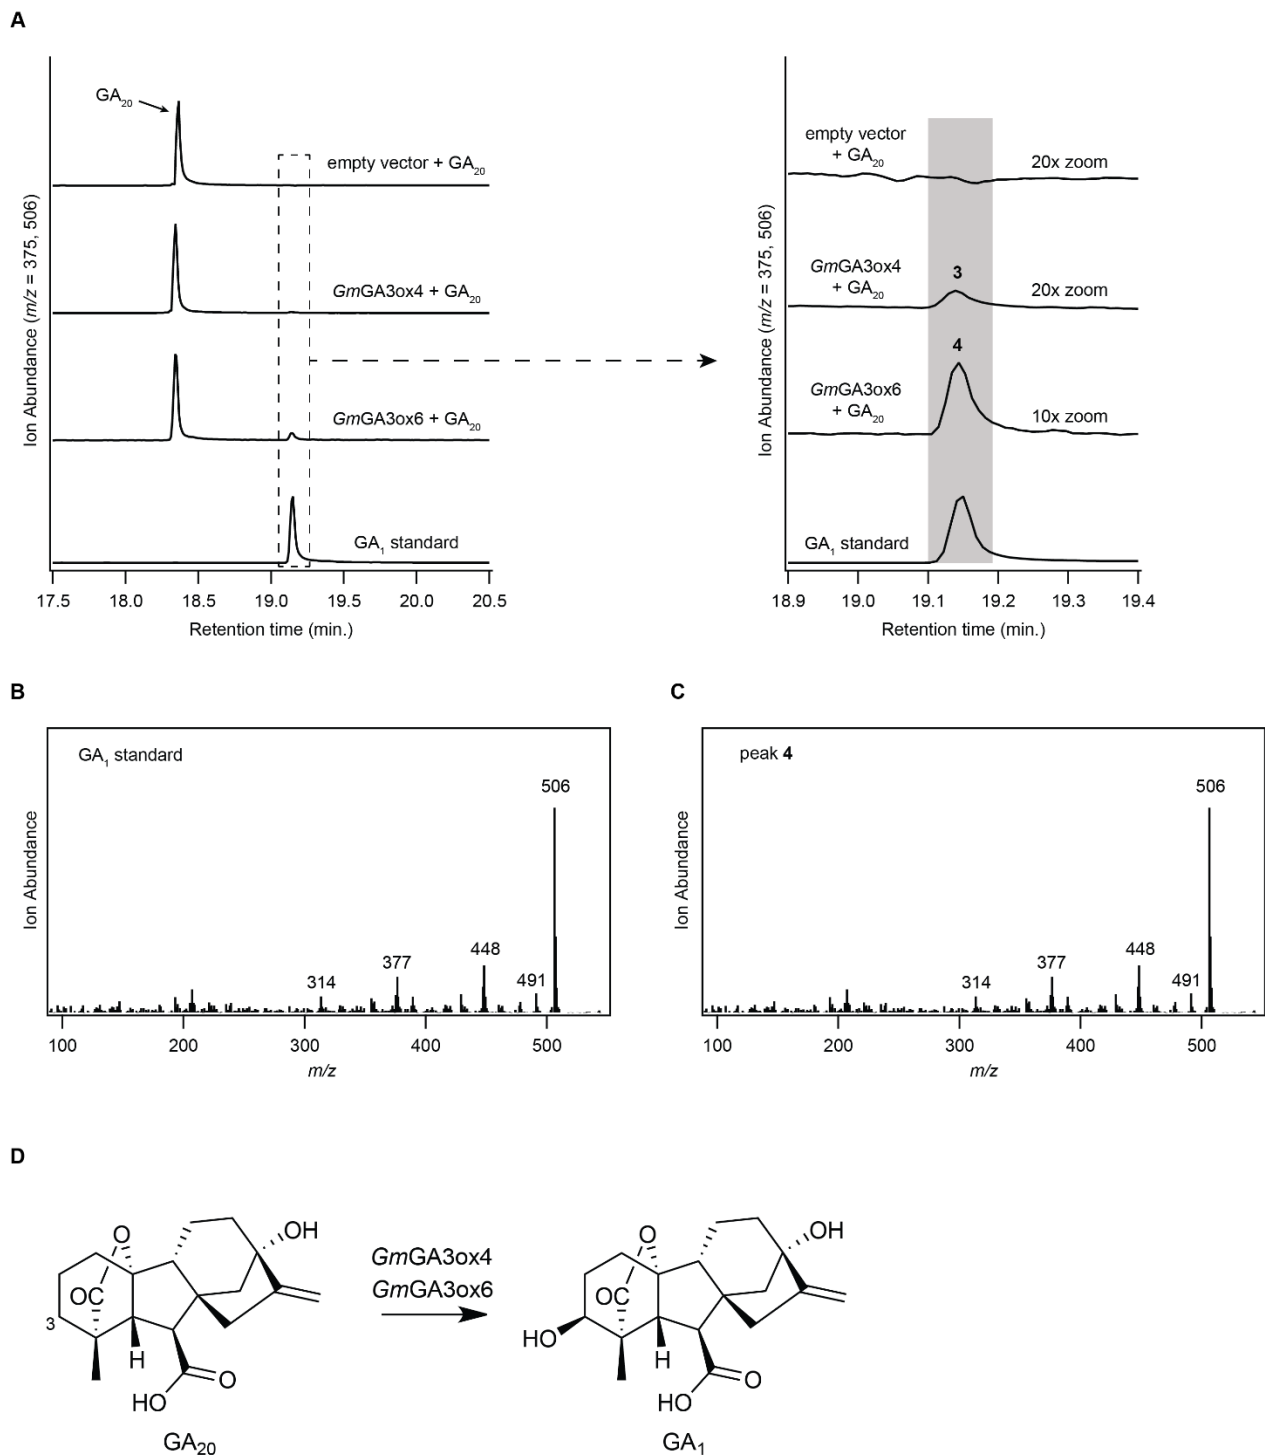 A
Ion Abundance (m/z = 375, 506)
GA20
empty vector + GA20
GmGA3ox4 + GA20
GmGA3ox6 + GA20
GA1 standard
17.5 18.0 18.5 19.0 19.5 20.0 20.5
Retention time (min.)
Ion Abundance (m/z = 375, 506)
empty vector
+ GA20
20x zoom
GmGA3ox4
+ GA20
3
20x zoom
GmGA3ox6
+ GA20
4
10x zoom
GA1 standard
18.9 19.0 19.1 19.2 19.3 19.4
Retention time (min.)
B
Ion Abundance
GA1 standard
314
377
448
491
506
100 200 300 400 500
m/z
C
Ion Abundance
peak 4
314
377
448
491
506
100 200 300 400 500
m/z
D
O
OH
OC
3
H
O
HO
GA20
GmGA3ox4
GmGA3ox6
O
OH
OC
HO
H
O
HO
GA1